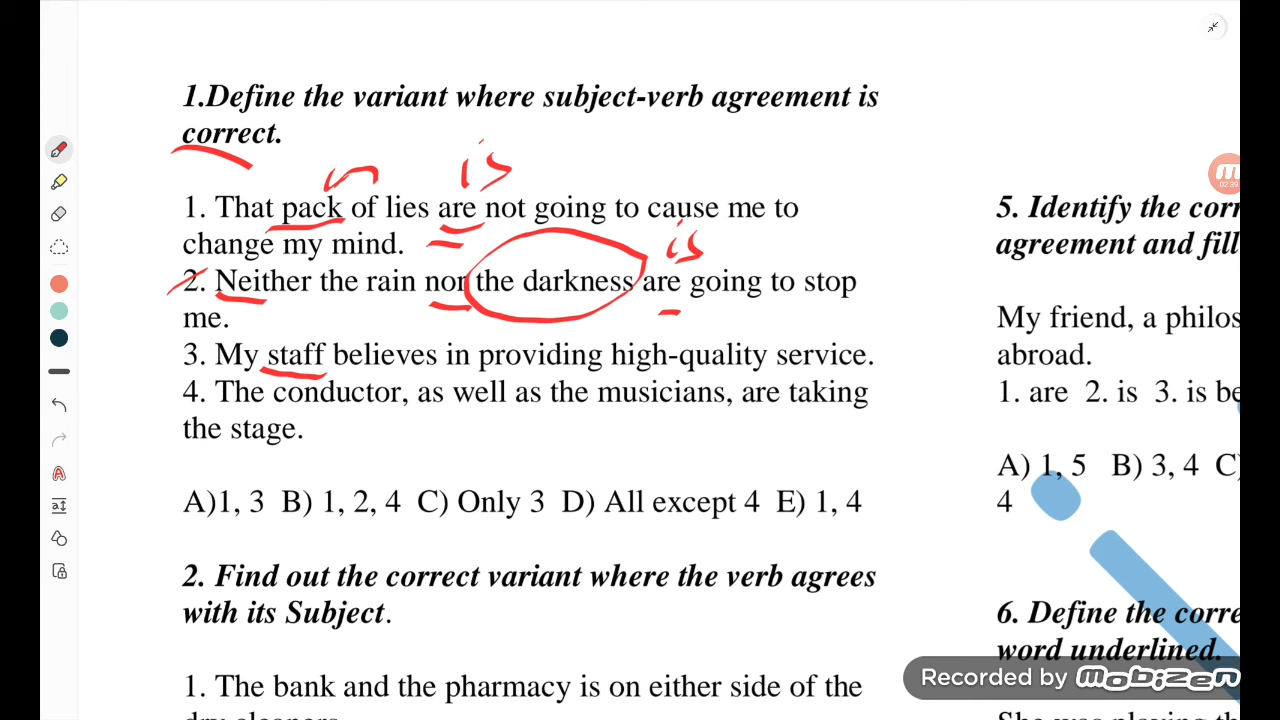 1.Define the variant where subject-verb agreement is
correct.
is
1. That pack of lies are not going to cause me to
change my mind.
is
2. Neither the rain nor the darkness are going to stop
me.
3. My staff believes in providing high-quality service.
4. The conductor, as well as the musicians, are taking
the stage.
A)1, 3 B) 1, 2, 4 C) Only 3 D) All except 4 E) 1, 4
2. Find out the correct variant where the verb agrees
with its Subject.
1. The bank and the pharmacy is on either side of the
5. Identify the
agreement and fill
My friend, a
abroad.
1. are 2. is 3. is
A) 1, 5 B) 3, 4 C)
4
6. Define the
word underlined.
She was playing
02:39
Recorded by mobizen